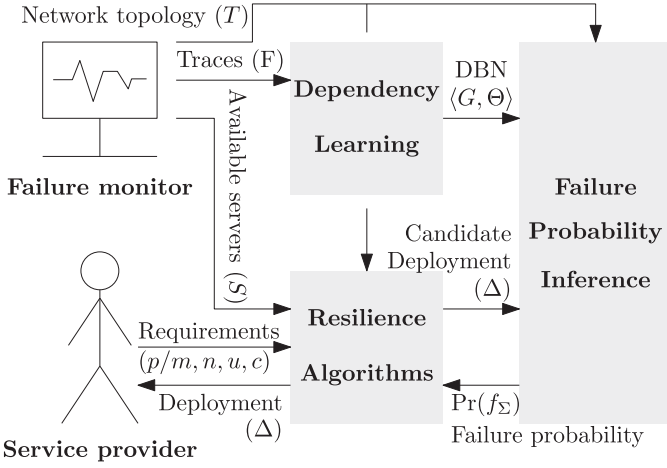 Network topology (T)
Traces (F)
Available servers (S)
Failure monitor
Dependency
Learning
DBN
⟨G, Θ⟩
Failure
Probability
Inference
Candidate
Deployment
(Δ)
Resilience
Algorithms
Requirements
(p/m, n, u, c)
Deployment
(Δ)
Service provider
Pr(f_Σ)
Failure probability